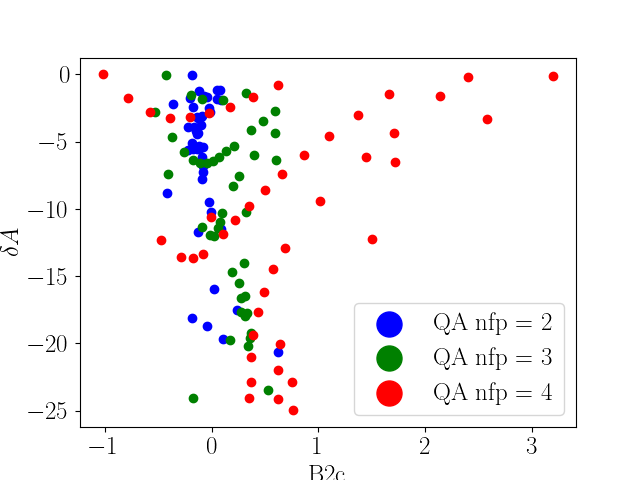 0
−5
−10
−15
−20
−25
δA
−1
0
1
2
3
B2c
QA nfp = 2
QA nfp = 3
QA nfp = 4